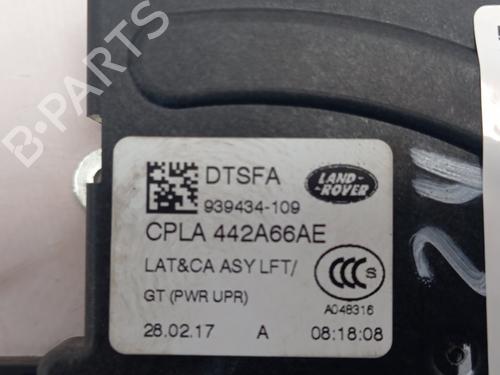 B-PARTS
DTSFA
LAND-
ROVER
939434-109
CPLA 442A66AE
LAT&CA ASY LFT/
GT (PWR UPR)
CCC S
A048316
28.02.17 A 08:18:08